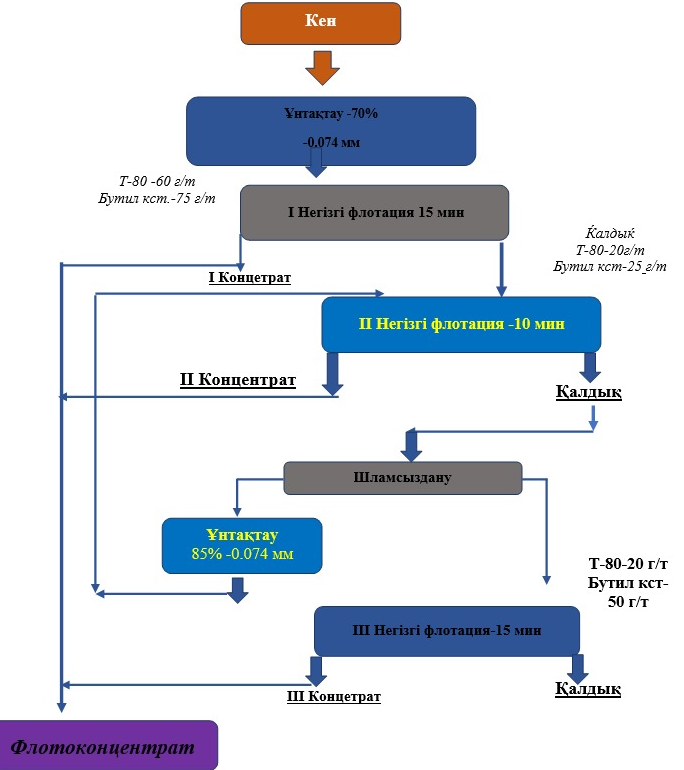 Кен
Ұнтақтау -70%
-0.074 мм
Т-80 -60 г/т
Бутил кст.-75 г/т
I Негізгі флотация 15 мин
Ќалдыќ
Т-80-20г/т
Бутил кст-25 г/т
I Концетрат
II Негізгі флотация -10 мин
II Концентрат
Қалдық
Шламсыздану
Ұнтақтау
85% -0.074 мм
Т-80-20 г/т
Бутил кст-
50 г/т
III Негізгі флотация-15 мин
III Концетрат
Қалдық
Флотоконцентрат